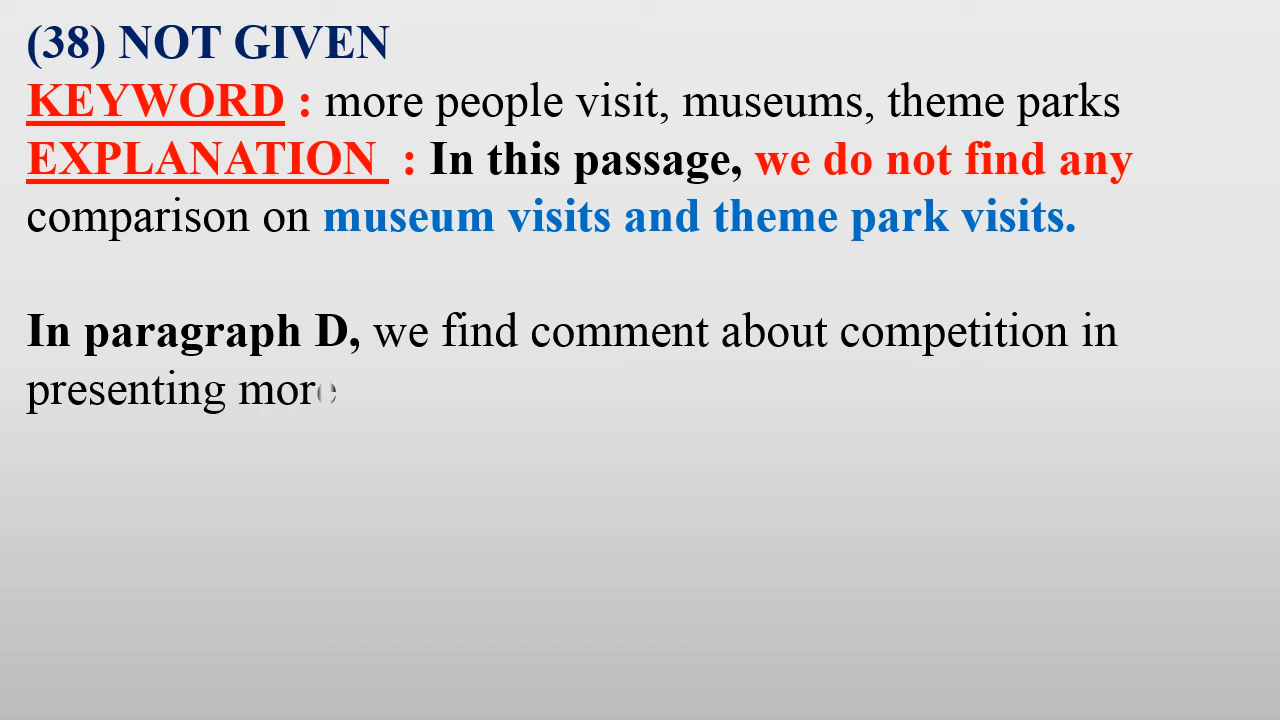 (38) NOT GIVEN
KEYWORD : more people visit, museums, theme parks
EXPLANATION : In this passage, we do not find any
comparison on museum visits and theme park visits.
In paragraph D, we find comment about competition in
presenting more